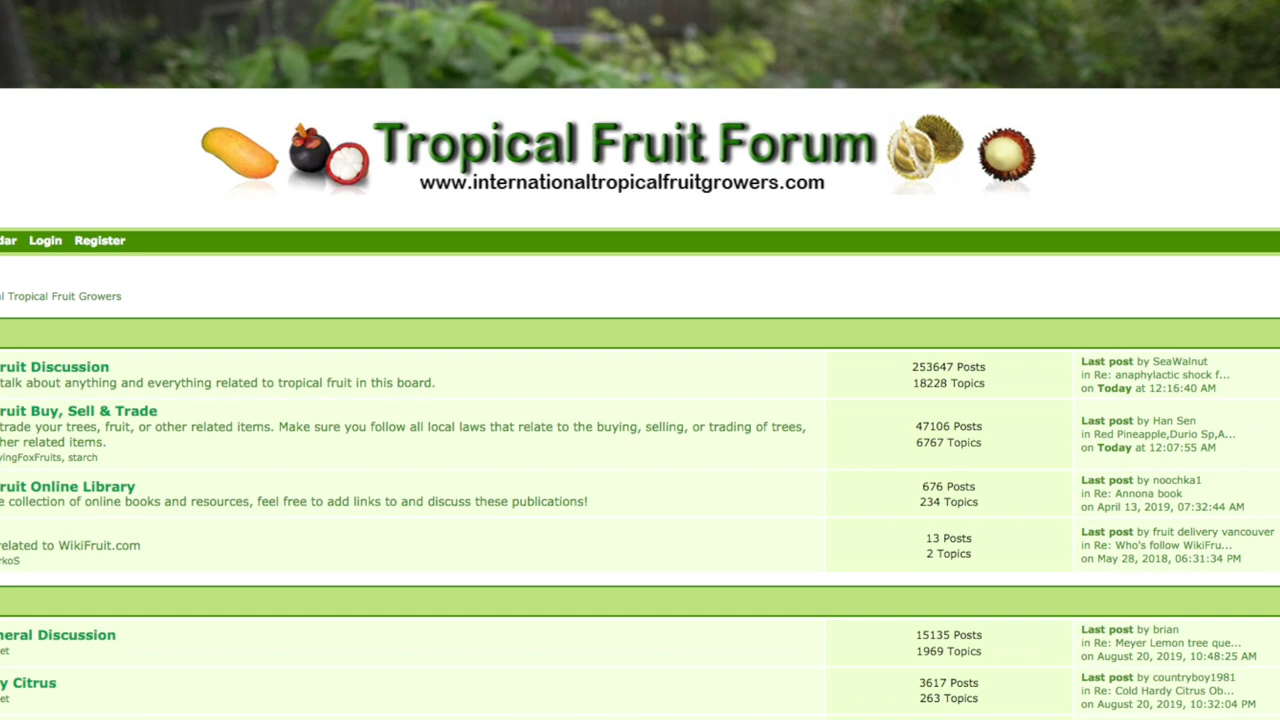 Tropical Fruit Forum
www.internationaltropicalfruitgrowers.com
dar Login Register
al Tropical Fruit Growers
ruit Discussion
talk about anything and everything related to tropical fruit in this board.
253647 Posts
18228 Topics
Last post by SeaWalnut
in Re: anaphylactic shock f...
on Today at 12:16:40 AM
ruit Buy, Sell & Trade
trade your trees, fruit, or other related items. Make sure you follow all local laws that relate to the buying, selling, or trading of trees,
her related items.
yingFoxFruits, starch
47106 Posts
6767 Topics
Last post by Han Sen
in Red Pineapple,Durio Sp,A...
on Today at 12:07:55 AM
ruit Online Library
e collection of online books and resources, feel free to add links to and discuss these publications!
676 Posts
234 Topics
Last post by noochka1
in Re: Annona book
on April 13, 2019, 07:32:44 AM
related to WikiFruit.com
rkoS
13 Posts
2 Topics
Last post by fruit delivery vancouver
in Re: Who's follow WikiFru...
on May 28, 2018, 06:31:34 PM
neral Discussion
et
15135 Posts
1969 Topics
Last post by brian
in Re: Meyer Lemon tree que...
on August 20, 2019, 10:48:25 AM
y Citrus
et
3617 Posts
263 Topics
Last post by countryboy1981
in Re: Cold Hardy Citrus Ob...
on August 20, 2019, 10:32:04 PM